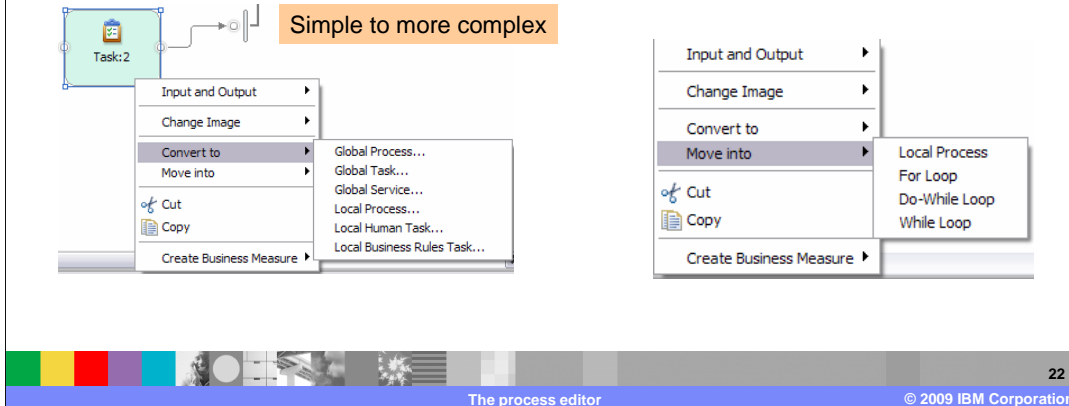 Simple to more complex
Task:2
Input and Output
Change Image
Convert to
Move into
Cut
Copy
Create Business Measure
Global Process...
Global Task...
Global Service...
Local Process...
Local Human Task...
Local Business Rules Task...
Input and Output
Change Image
Convert to
Move into
Cut
Copy
Create Business Measure
Local Process
For Loop
Do-While Loop
While Loop
22
The process editor
© 2009 IBM Corporation